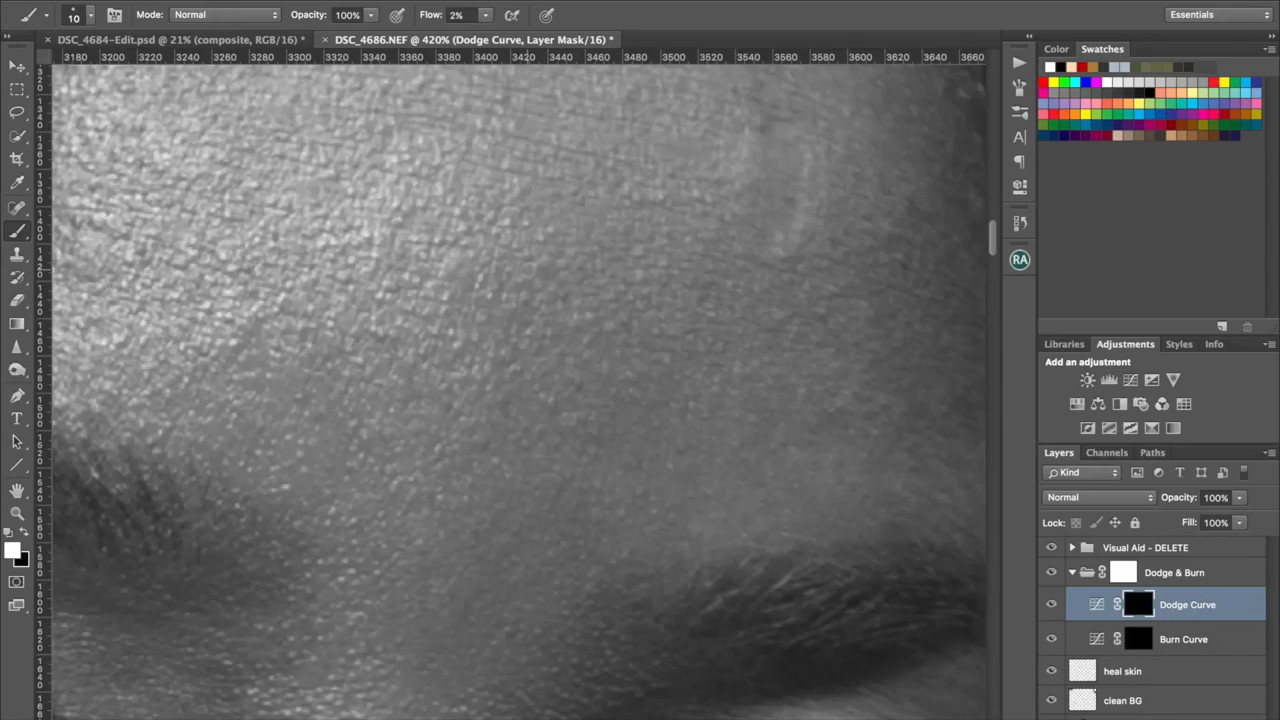 10 Mode: Normal Opacity: 100% Flow: 2% Essentials
× DSC_4684-Edit.psd @ 21% (composite, RGB/16) * × DSC_4686.NEF @ 420% (Dodge Curve, Layer Mask/16) *
3180 3200 3220 3240 3260 3280 3300 3320 3340 3360 3380 3400 3420 3440 3460 3480 3500 3520 3540 3560 3580 3600 3620 3640 3660
Color Swatches
RA
Libraries Adjustments Styles Info
Add an adjustment
Layers Channels Paths
Kind
Normal Opacity: 100%
Lock: Fill: 100%
Visual Aid - DELETE
Dodge & Burn
Dodge Curve
Burn Curve
heal skin
clean BG